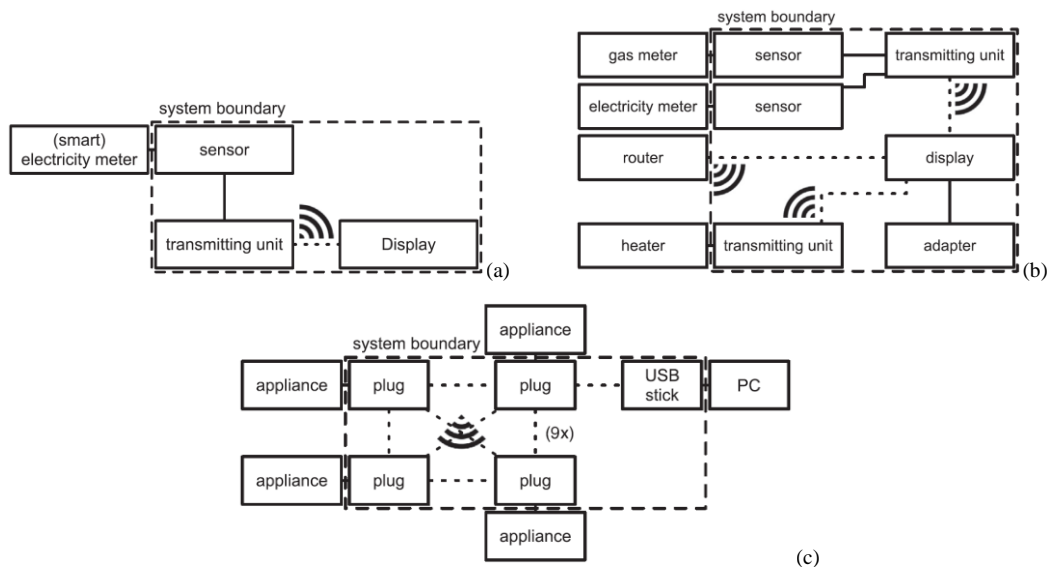 system boundary
(smart)
electricity meter
sensor
transmitting unit
Display
(a)
system boundary
gas meter
sensor
transmitting unit
electricity meter
sensor
router
display
heater
transmitting unit
adapter
(b)
appliance
system boundary
appliance
plug
plug
USB
stick
PC
(9x)
appliance
plug
plug
appliance
(c)